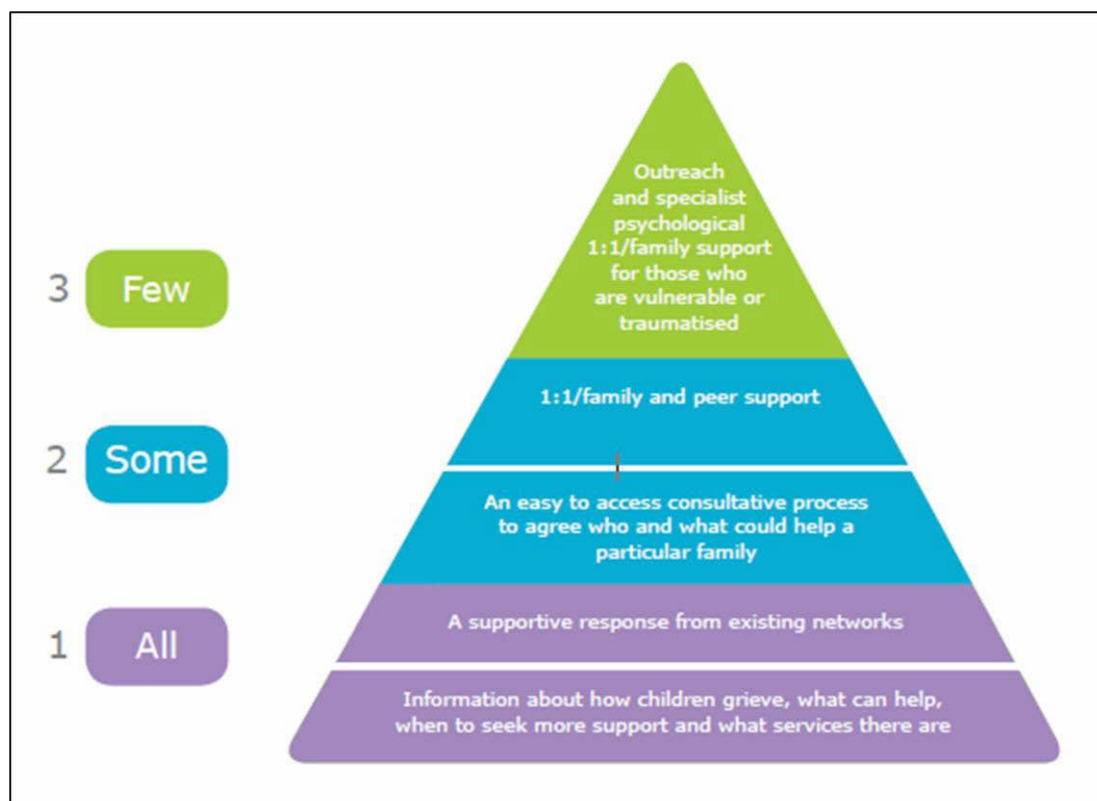 Outreach
and specialist
psychological
1:1/family support
for those who
are vulnerable or
traumatised
3 Few
1:1/family and peer support
2 Some
An easy to access consultative process
to agree who and what could help a
particular family
A supportive response from existing networks
1 All
Information about how children grieve, what can help,
when to seek more support and what services there are